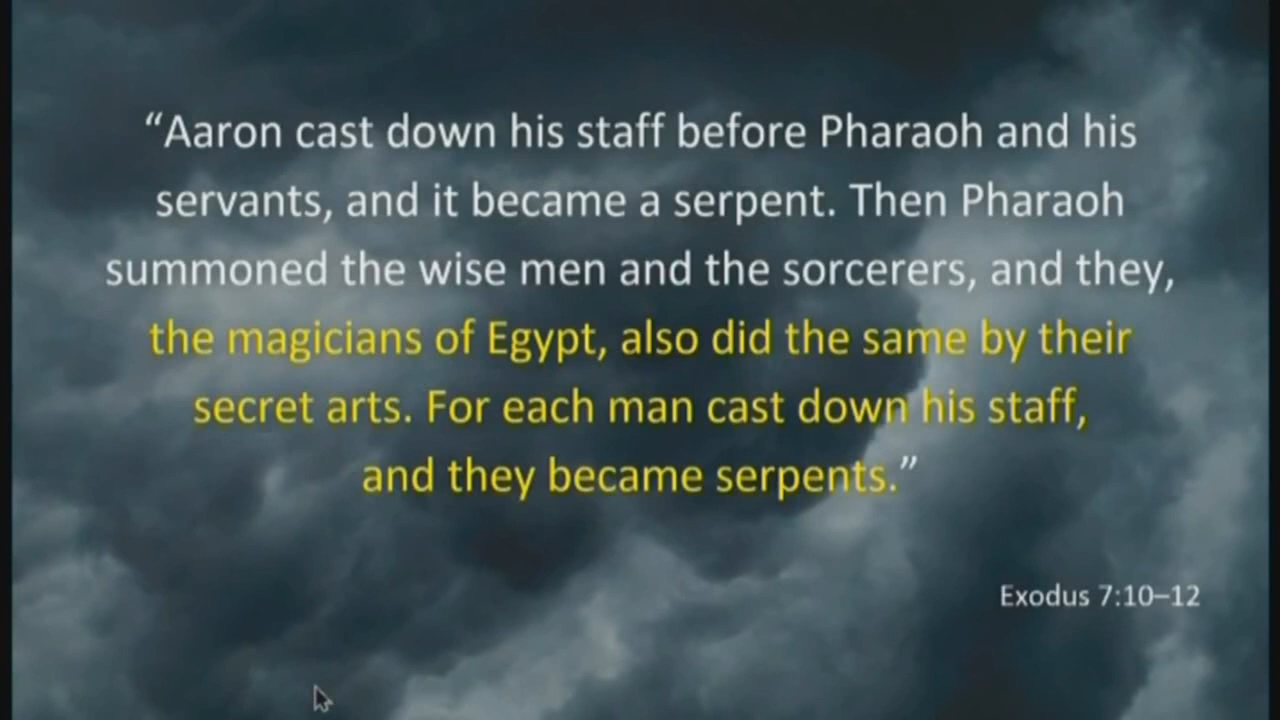 “Aaron cast down his staff before Pharaoh and his
servants, and it became a serpent. Then Pharaoh
summoned the wise men and the sorcerers, and they,
the magicians of Egypt, also did the same by their
secret arts. For each man cast down his staff,
and they became serpents.”
Exodus 7:10–12